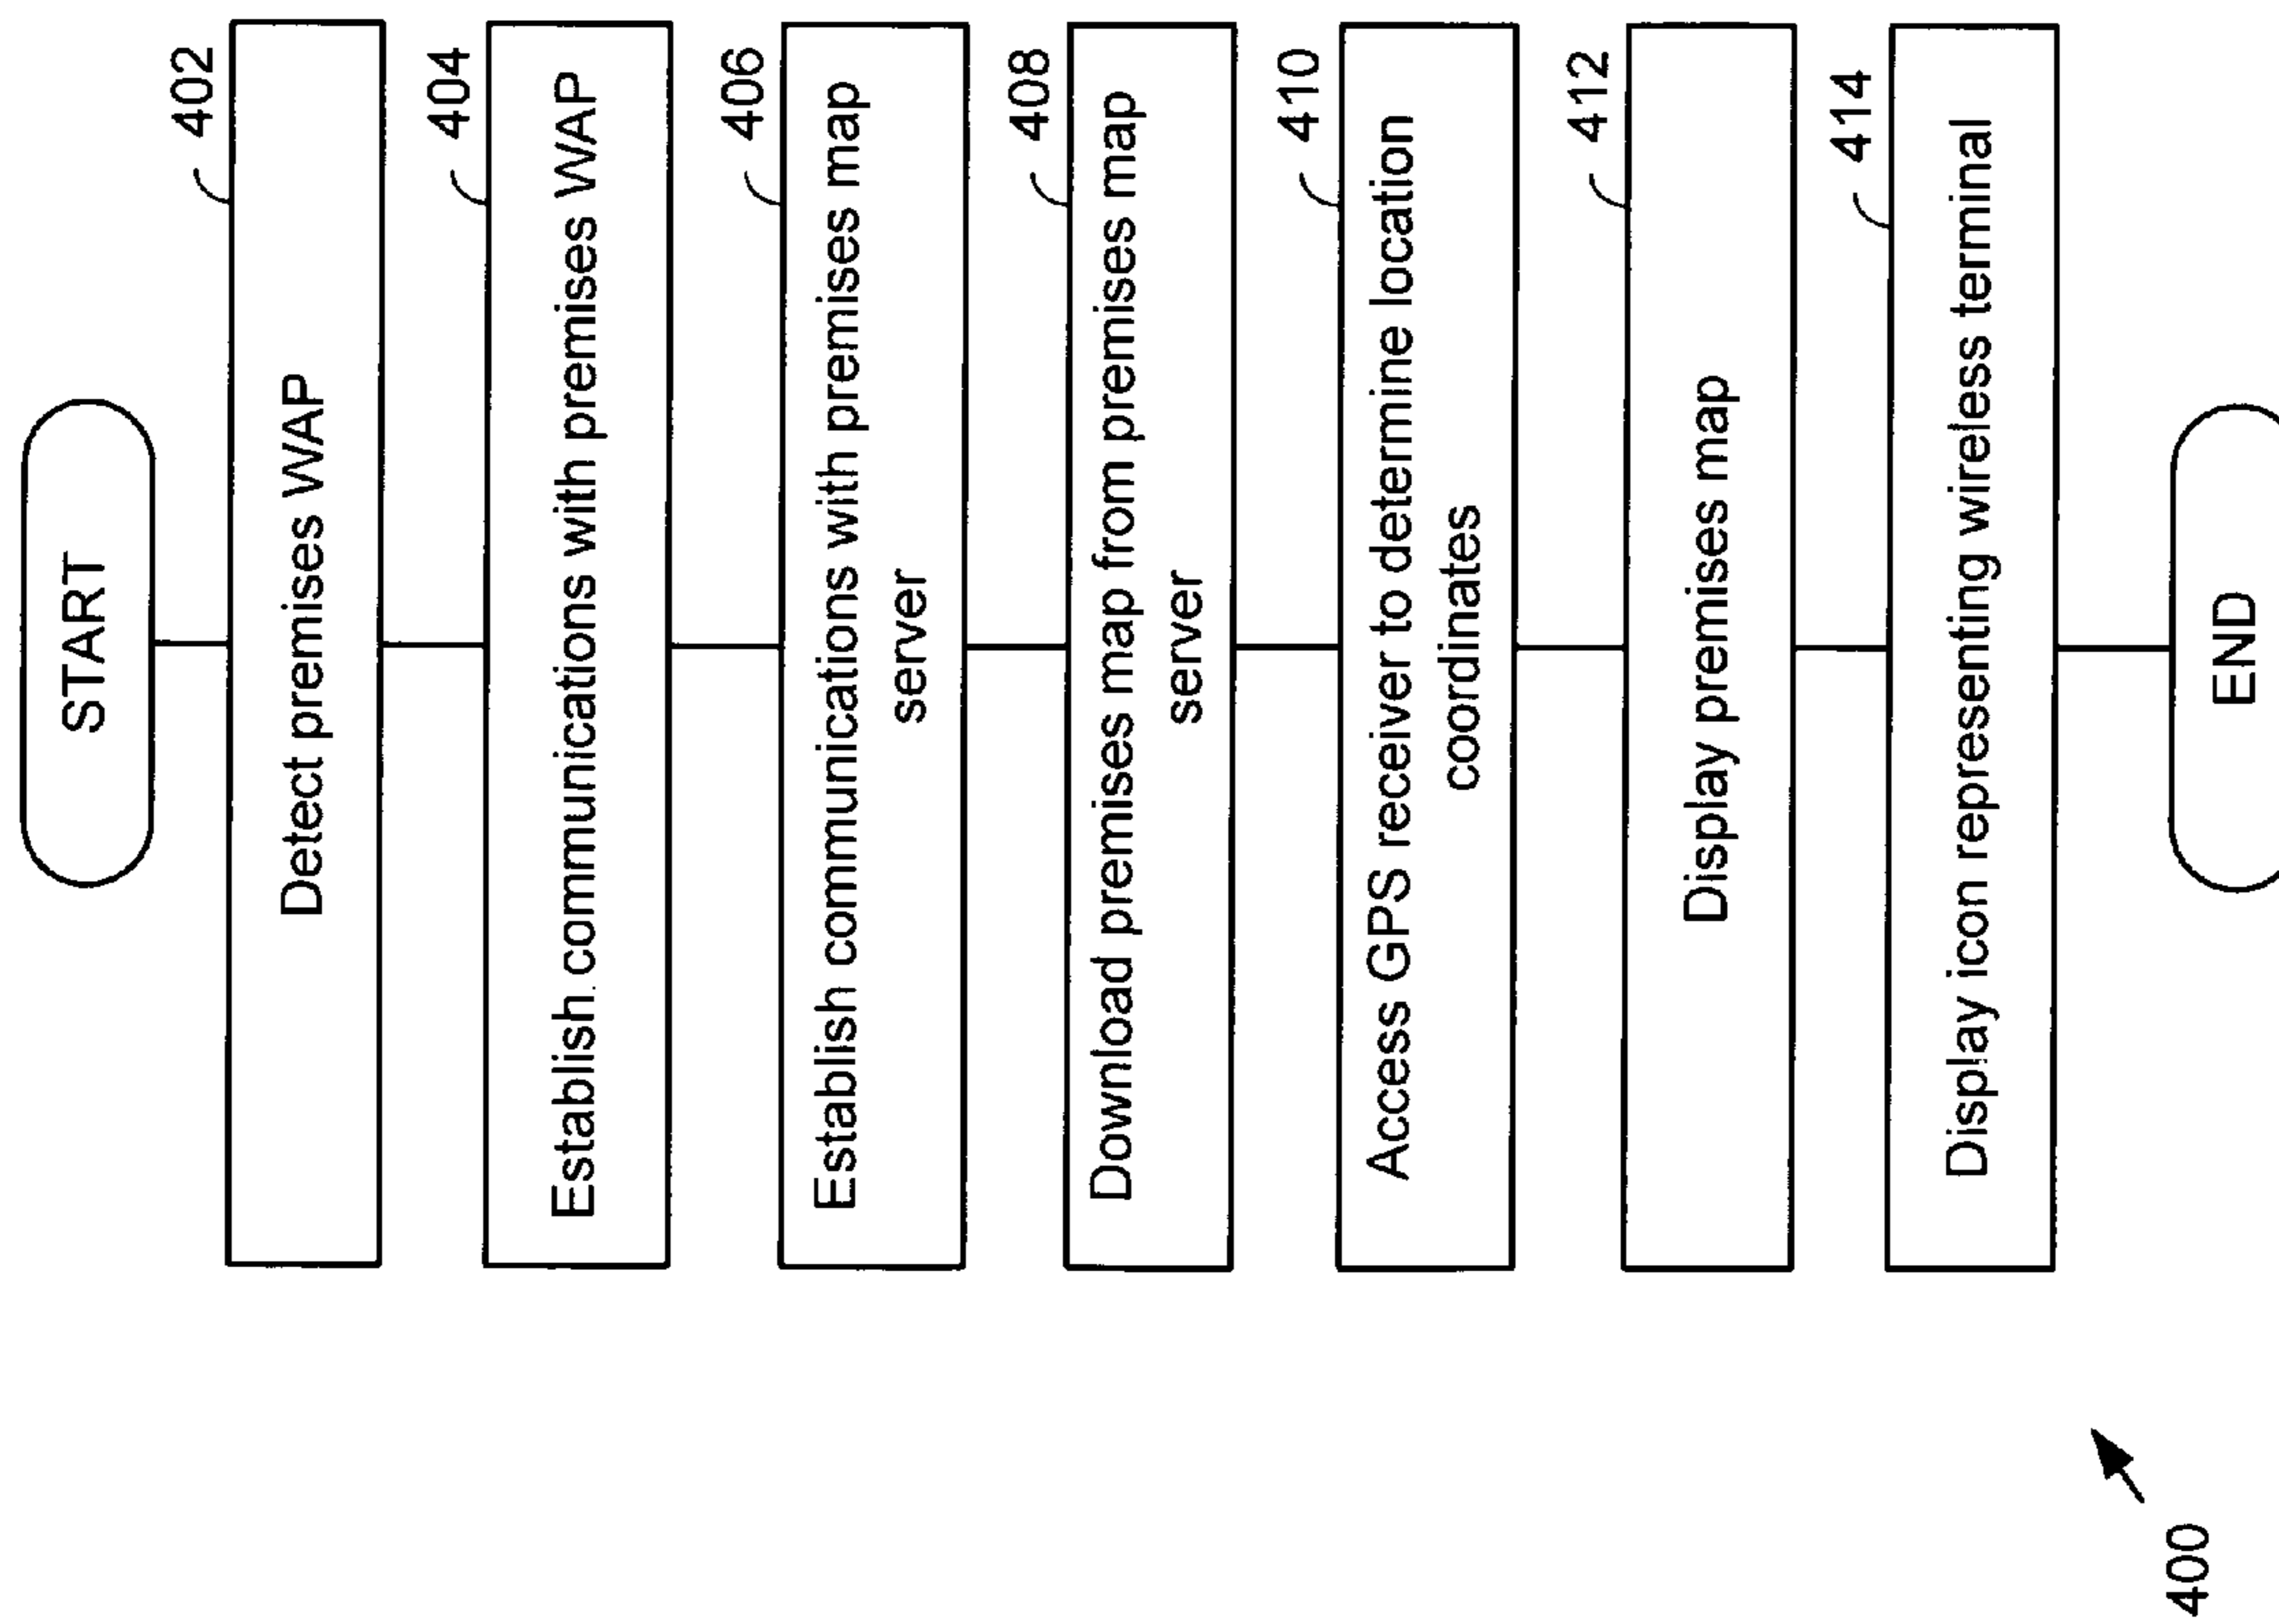 START
402
Detect premises WAP
404
Establish communications with premises WAP
406
Establish communications with premises map
server
408
Download premises map from premises map
server
410
Access GPS receiver to determine location
coordinates
412
Display premises map
414
Display icon representing wireless terminal
END
400